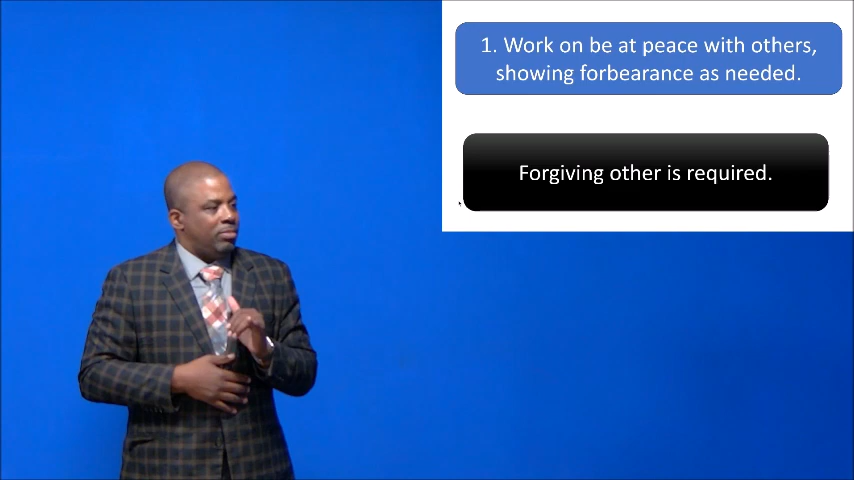 1. Work on be at peace with others,
showing forbearance as needed.
Forgiving other is required.